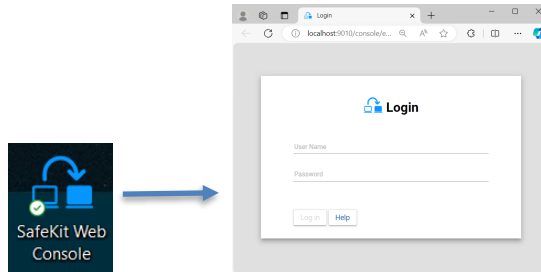 Login
localhost:9010/console/e...
Login
User Name
Password
Log in
Help
SafeKit Web
Console